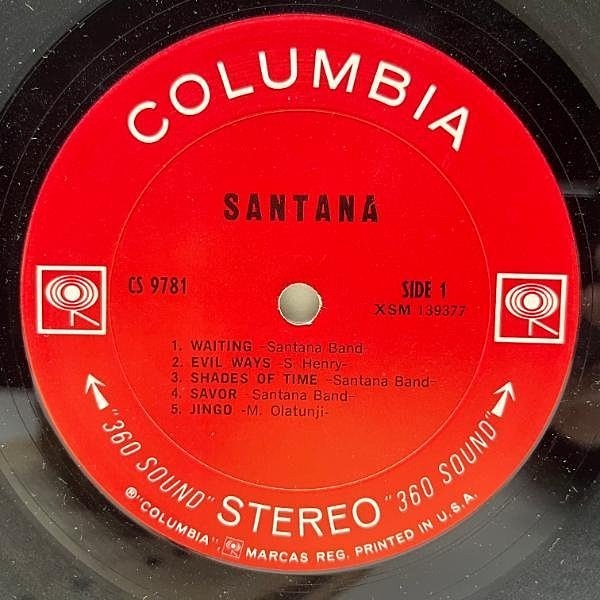 COLUMBIA
SANTANA
CS 9781
SIDE 1
XSM 139377
1. WAITING -Santana Band-
2. EVIL WAYS -S. Henry-
3. SHADES OF TIME -Santana Band-
4. SAVOR -Santana Band-
5. JINGO -M. Olatunji-
"360 SOUND" STEREO "360 SOUND"
®"COLUMBIA", MARCAS REG. PRINTED IN U.S.A.